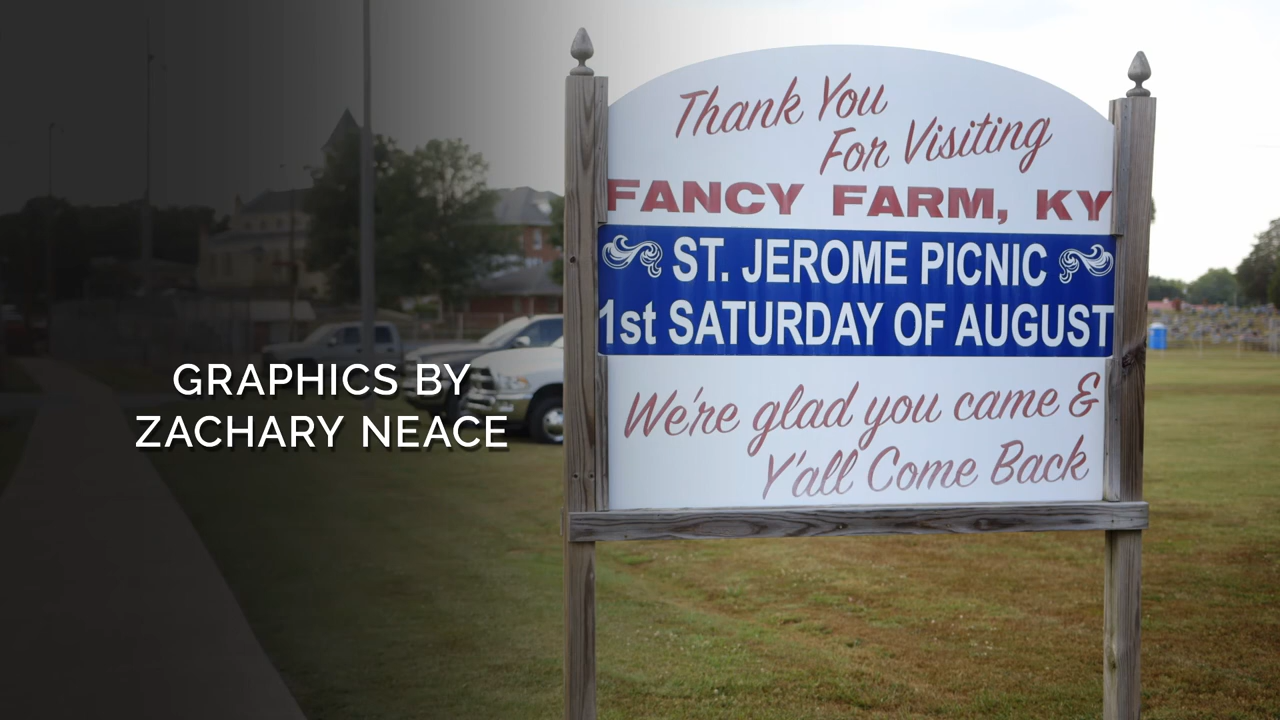 GRAPHICS BY
ZACHARY NEACE
Thank You
For Visiting
FANCY FARM, KY
ST. JEROME PICNIC
1st SATURDAY OF AUGUST
We're glad you came &
Y'all Come Back